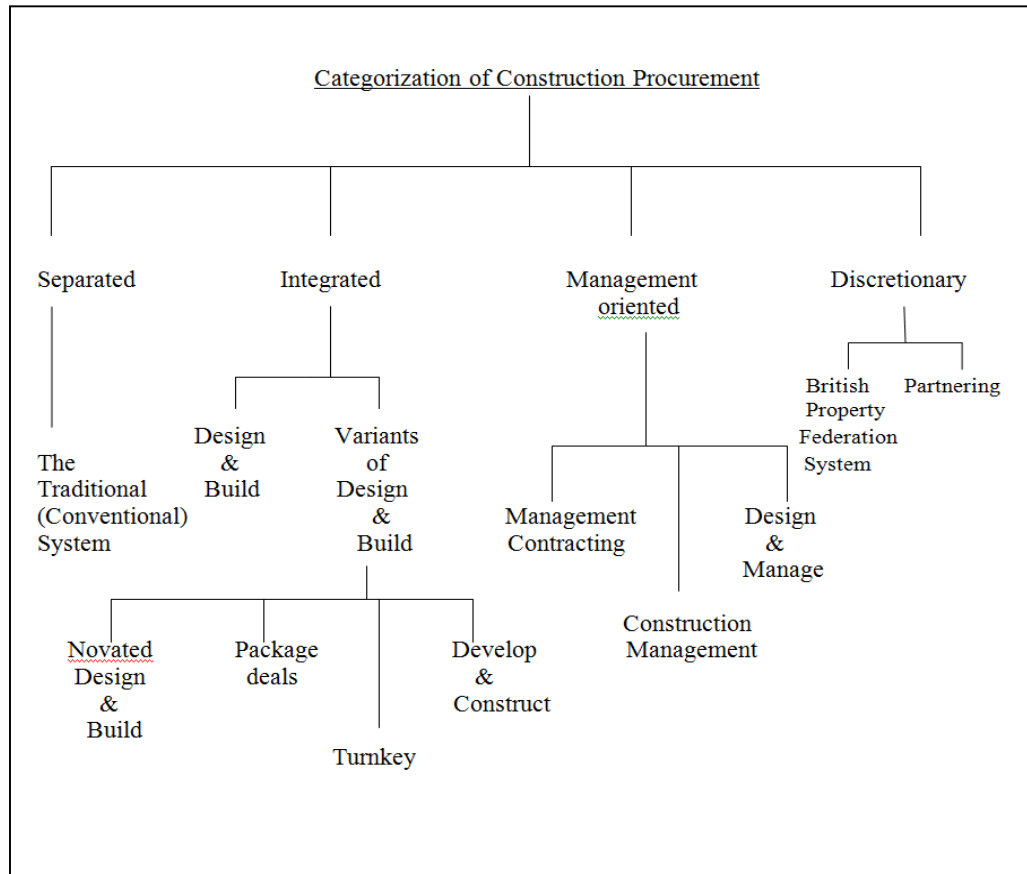 Categorization of Construction Procurement
Separated
Integrated
Management
oriented
Discretionary
British
Property
Federation
System
Partnering
The
Traditional
(Conventional)
System
Design
&
Build
Variants
of
Design
&
Build
Management
Contracting
Design
&
Manage
Construction
Management
Novated
Design
&
Build
Package
deals
Develop
&
Construct
Turnkey